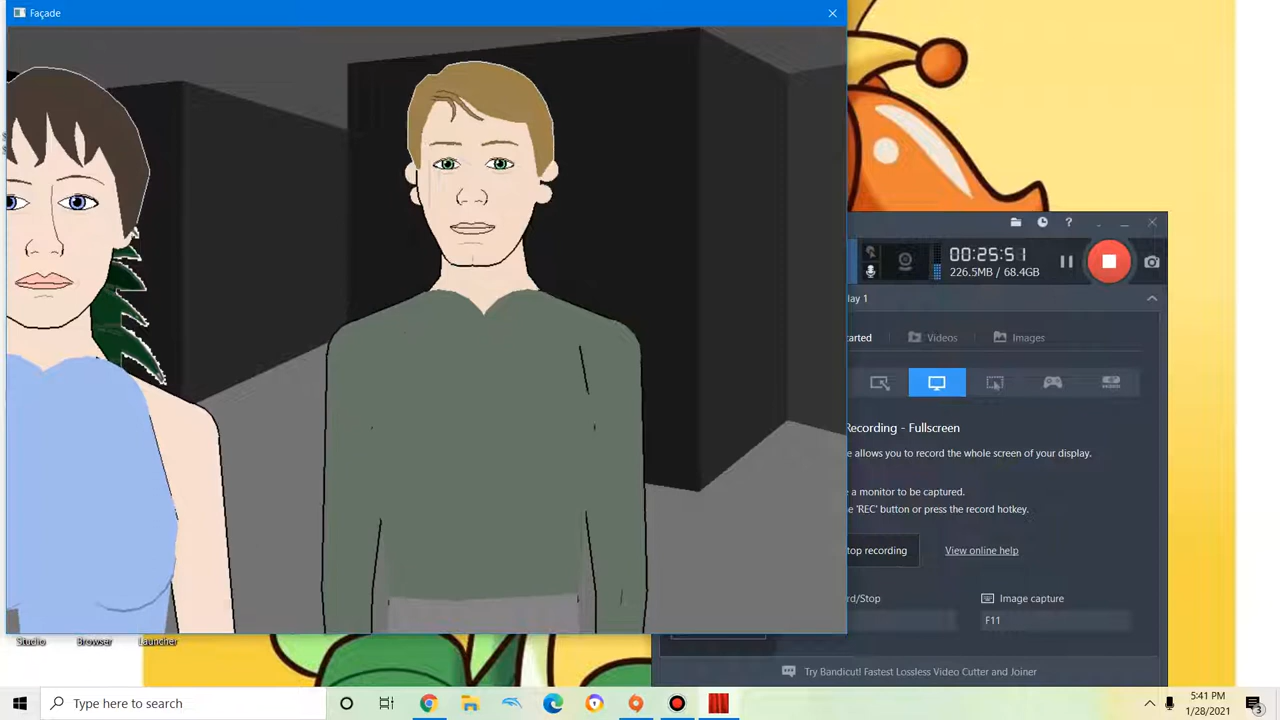 Façade
00:25:51
226.5MB / 68.4GB
lay 1
arted
Videos
Images
Recording - Fullscreen
e allows you to record the whole screen of your display.
e a monitor to be captured.
e 'REC' button or press the record hotkey.
top recording
View online help
rd/Stop
Image capture
F11
Studio
Browser
Launcher
Try Bandicut! Fastest Lossless Video Cutter and Joiner
Type here to search
5:41 PM
1/28/2021
3